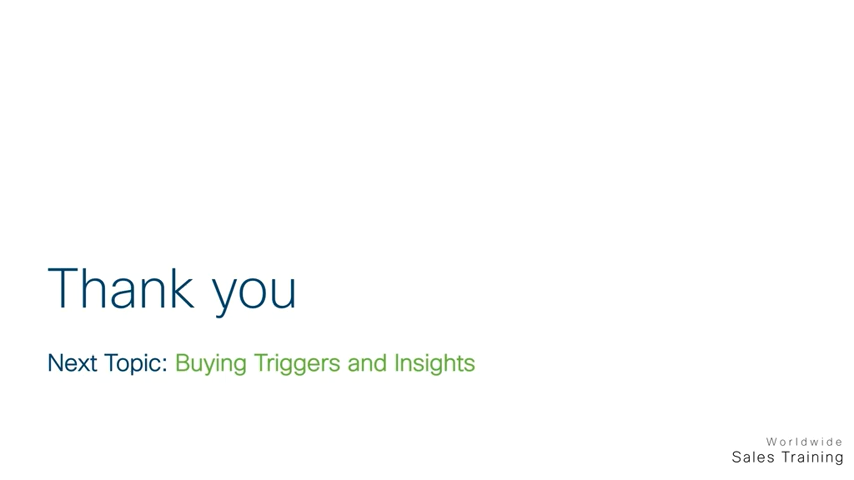 Thank you
Next Topic: Buying Triggers and Insights
Worldwide
Sales Training